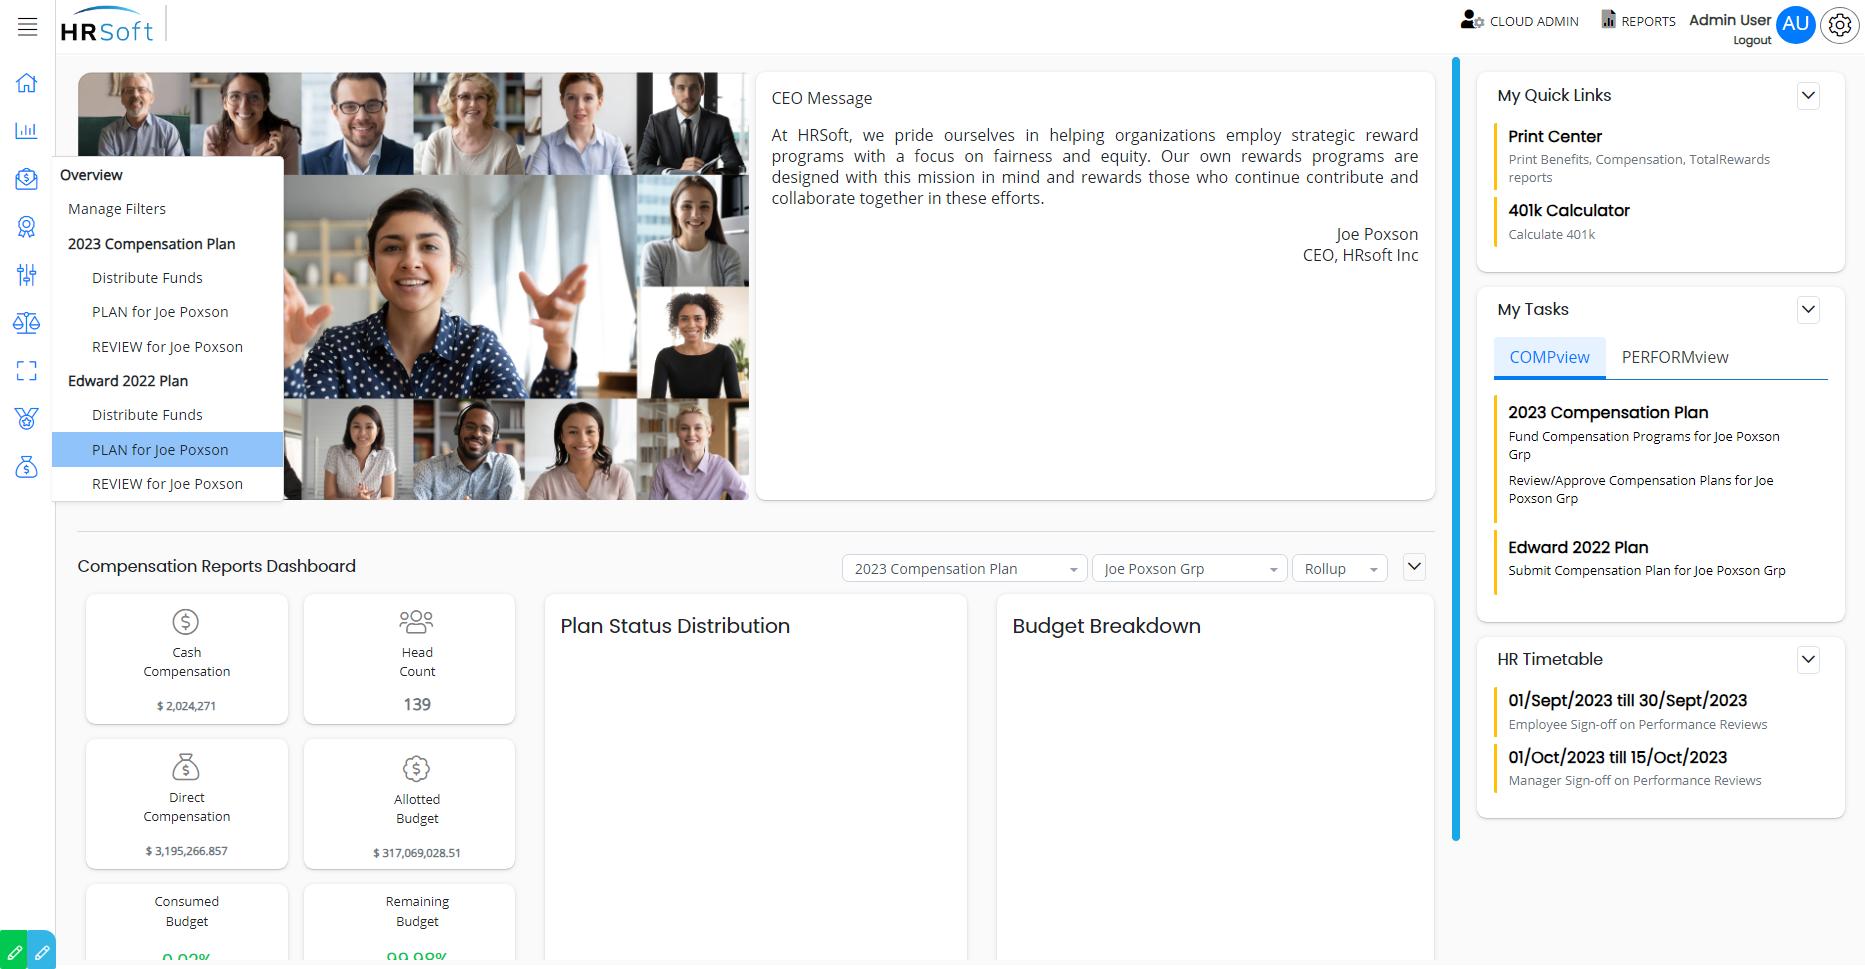 HRSoft
CLOUD ADMIN
REPORTS
Admin User
Logout
AU
Overview
Manage Filters
2023 Compensation Plan
Distribute Funds
PLAN for Joe Poxson
REVIEW for Joe Poxson
Edward 2022 Plan
Distribute Funds
PLAN for Joe Poxson
REVIEW for Joe Poxson
CEO Message
At HRSoft, we pride ourselves in helping organizations employ strategic reward
programs with a focus on fairness and equity. Our own rewards programs are
designed with this mission in mind and rewards those who continue contribute and
collaborate together in these efforts.
Joe Poxson
CEO, HRsoft Inc
My Quick Links
Print Center
Print Benefits, Compensation, TotalRewards
reports
401k Calculator
Calculate 401k
My Tasks
COMPview PERFORMview
2023 Compensation Plan
Fund Compensation Programs for Joe Poxson
Grp
Review/Approve Compensation Plans for Joe
Poxson Grp
Edward 2022 Plan
Submit Compensation Plan for Joe Poxson Grp
HR Timetable
01/Sept/2023 till 30/Sept/2023
Employee Sign-off on Performance Reviews
01/Oct/2023 till 15/Oct/2023
Manager Sign-off on Performance Reviews
Compensation Reports Dashboard
2023 Compensation Plan
Joe Poxson Grp
Rollup
Cash
Compensation
$ 2,024,271
Head
Count
139
Direct
Compensation
$ 3,195,266.857
Allotted
Budget
$ 317,069,028.51
Consumed
Budget
0.02%
Remaining
Budget
99.98%
Plan Status Distribution
Budget Breakdown